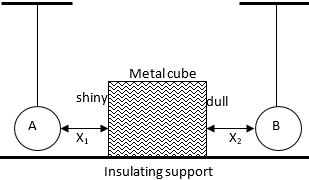 Metal cube
shiny
dull
A
B
X₁
X₂
Insulating support